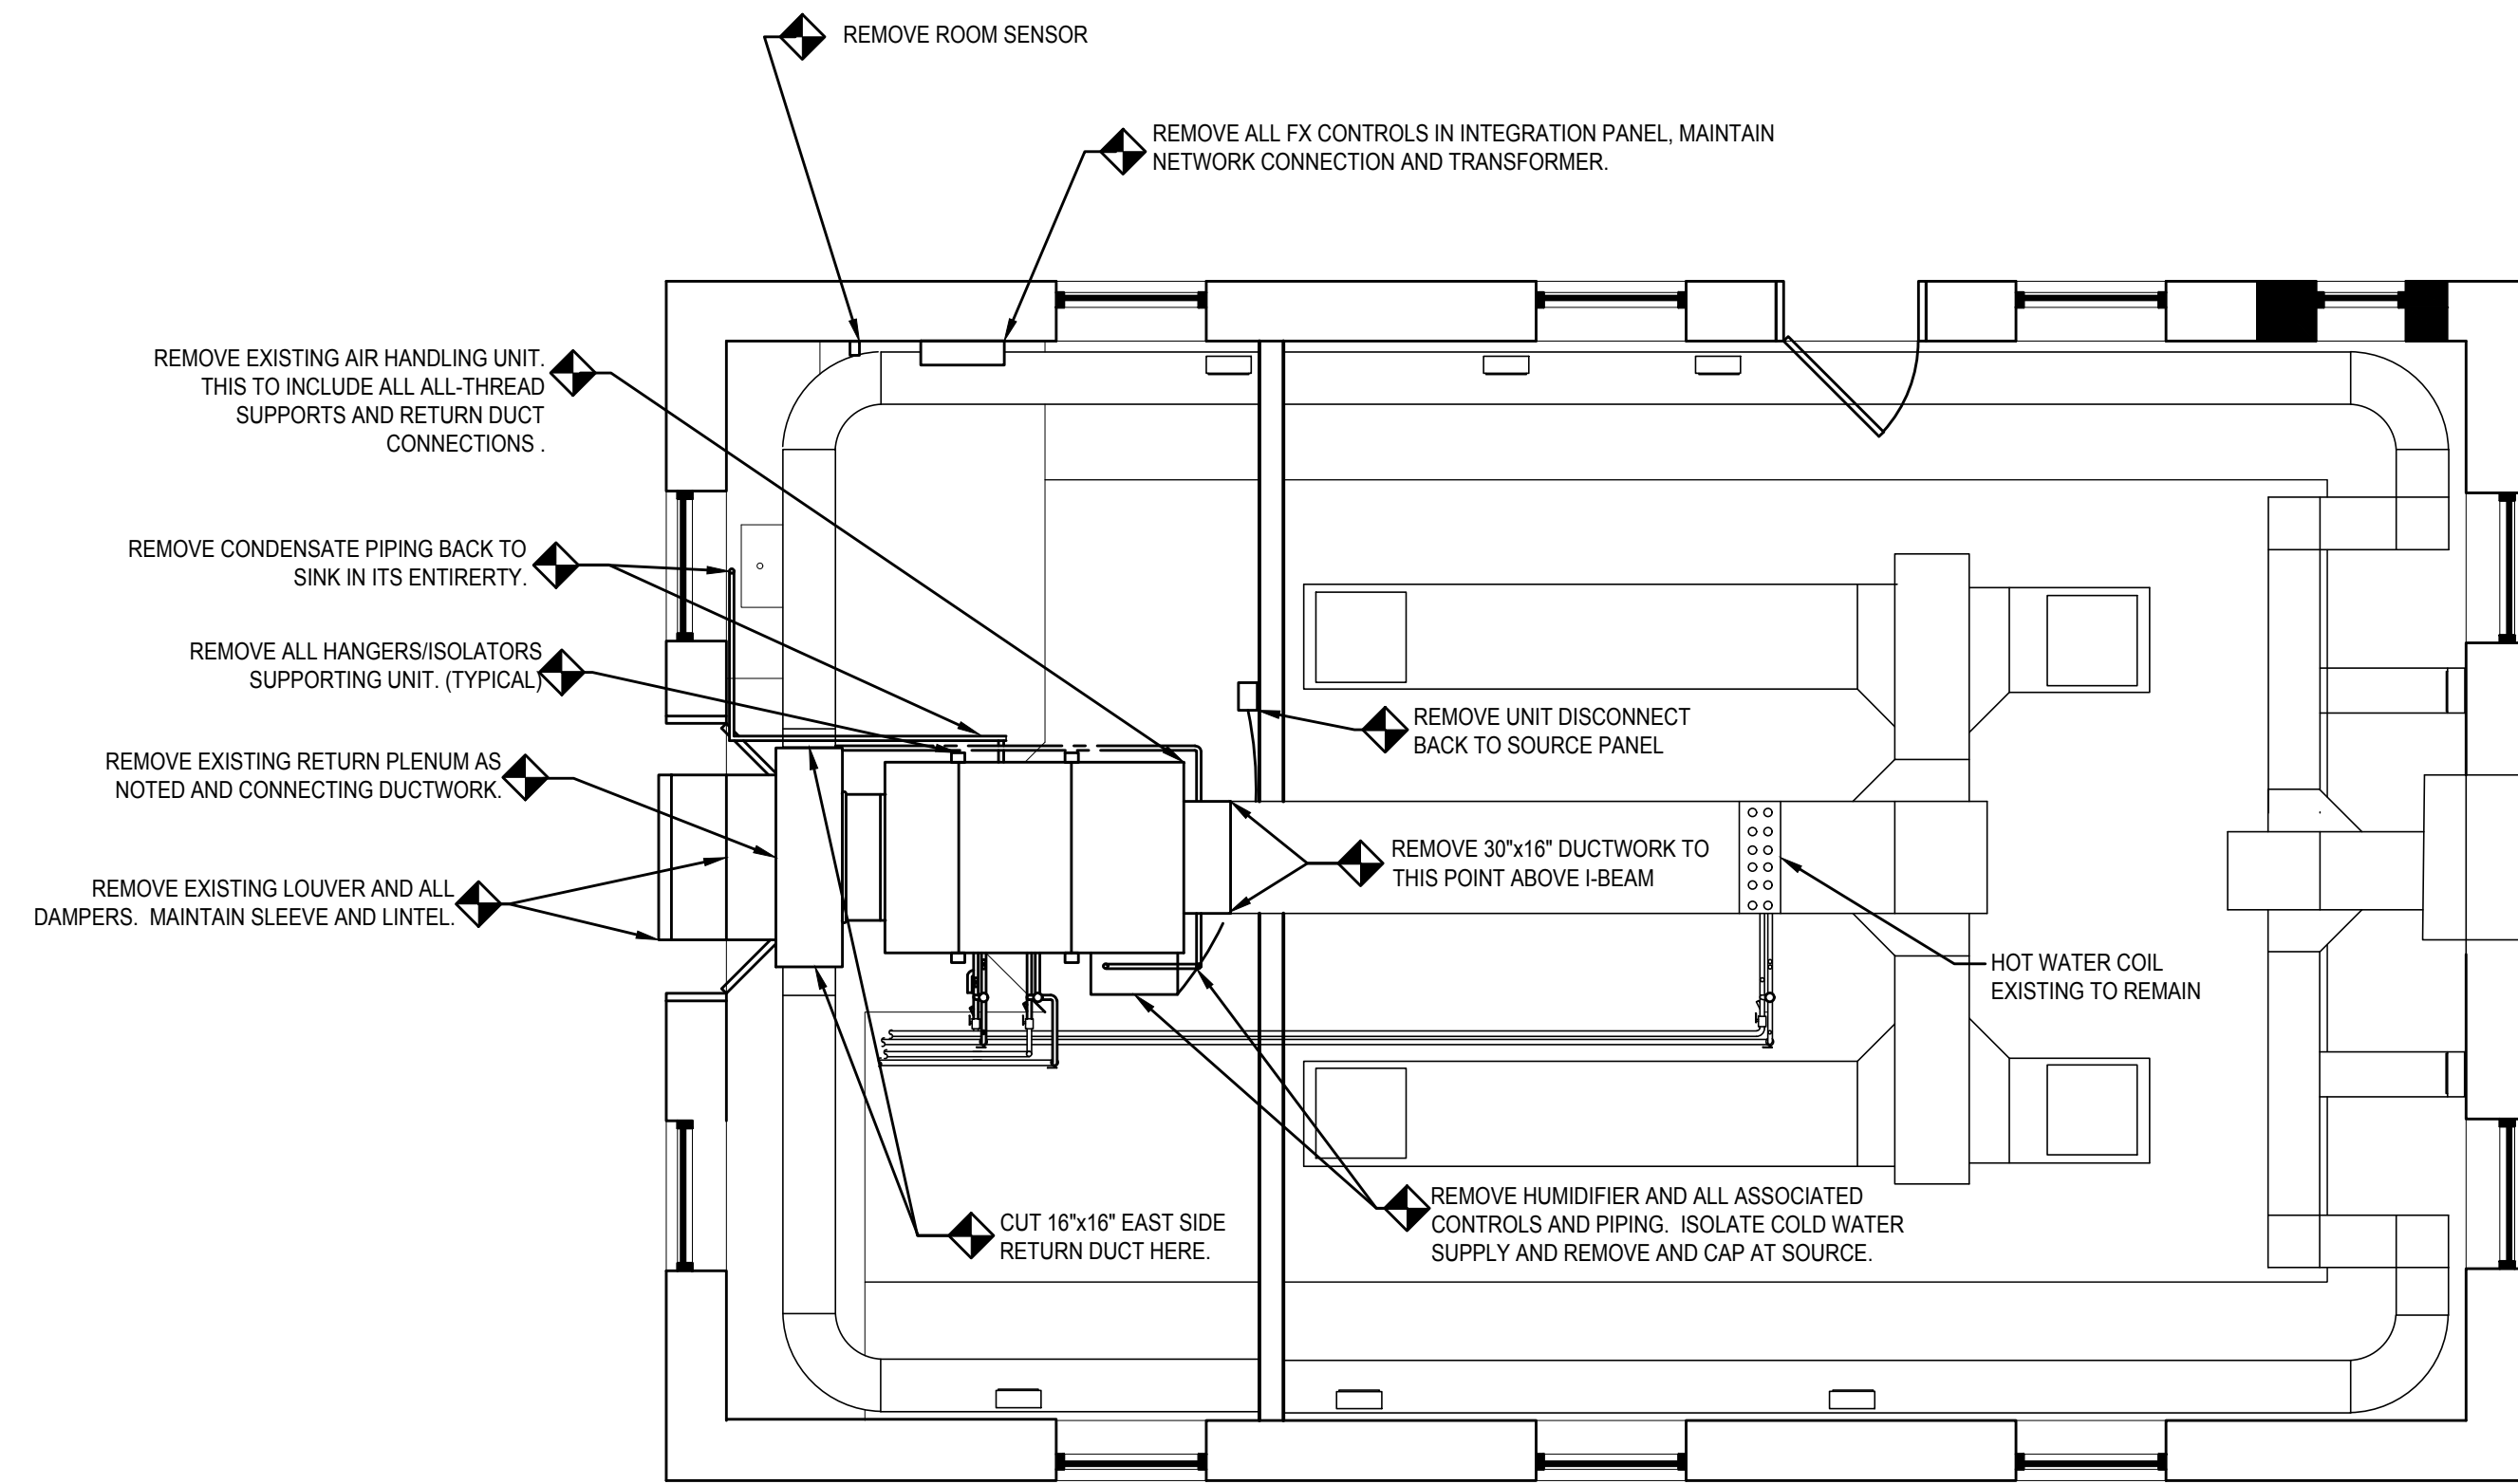 REMOVE ROOM SENSOR
REMOVE ALL FX CONTROLS IN INTEGRATION PANEL, MAINTAIN
NETWORK CONNECTION AND TRANSFORMER.
REMOVE EXISTING AIR HANDLING UNIT.
THIS TO INCLUDE ALL ALL-THREAD
SUPPORTS AND RETURN DUCT
CONNECTIONS .
REMOVE CONDENSATE PIPING BACK TO
SINK IN ITS ENTIRERTY.
REMOVE ALL HANGERS/ISOLATORS
SUPPORTING UNIT. (TYPICAL)
REMOVE UNIT DISCONNECT
BACK TO SOURCE PANEL
REMOVE EXISTING RETURN PLENUM AS
NOTED AND CONNECTING DUCTWORK.
REMOVE 30"x16" DUCTWORK TO
THIS POINT ABOVE I-BEAM
REMOVE EXISTING LOUVER AND ALL
DAMPERS.  MAINTAIN SLEEVE AND LINTEL.
HOT WATER COIL
EXISTING TO REMAIN
CUT 16"x16" EAST SIDE
RETURN DUCT HERE.
REMOVE HUMIDIFIER AND ALL ASSOCIATED
CONTROLS AND PIPING.  ISOLATE COLD WATER
SUPPLY AND REMOVE AND CAP AT SOURCE.